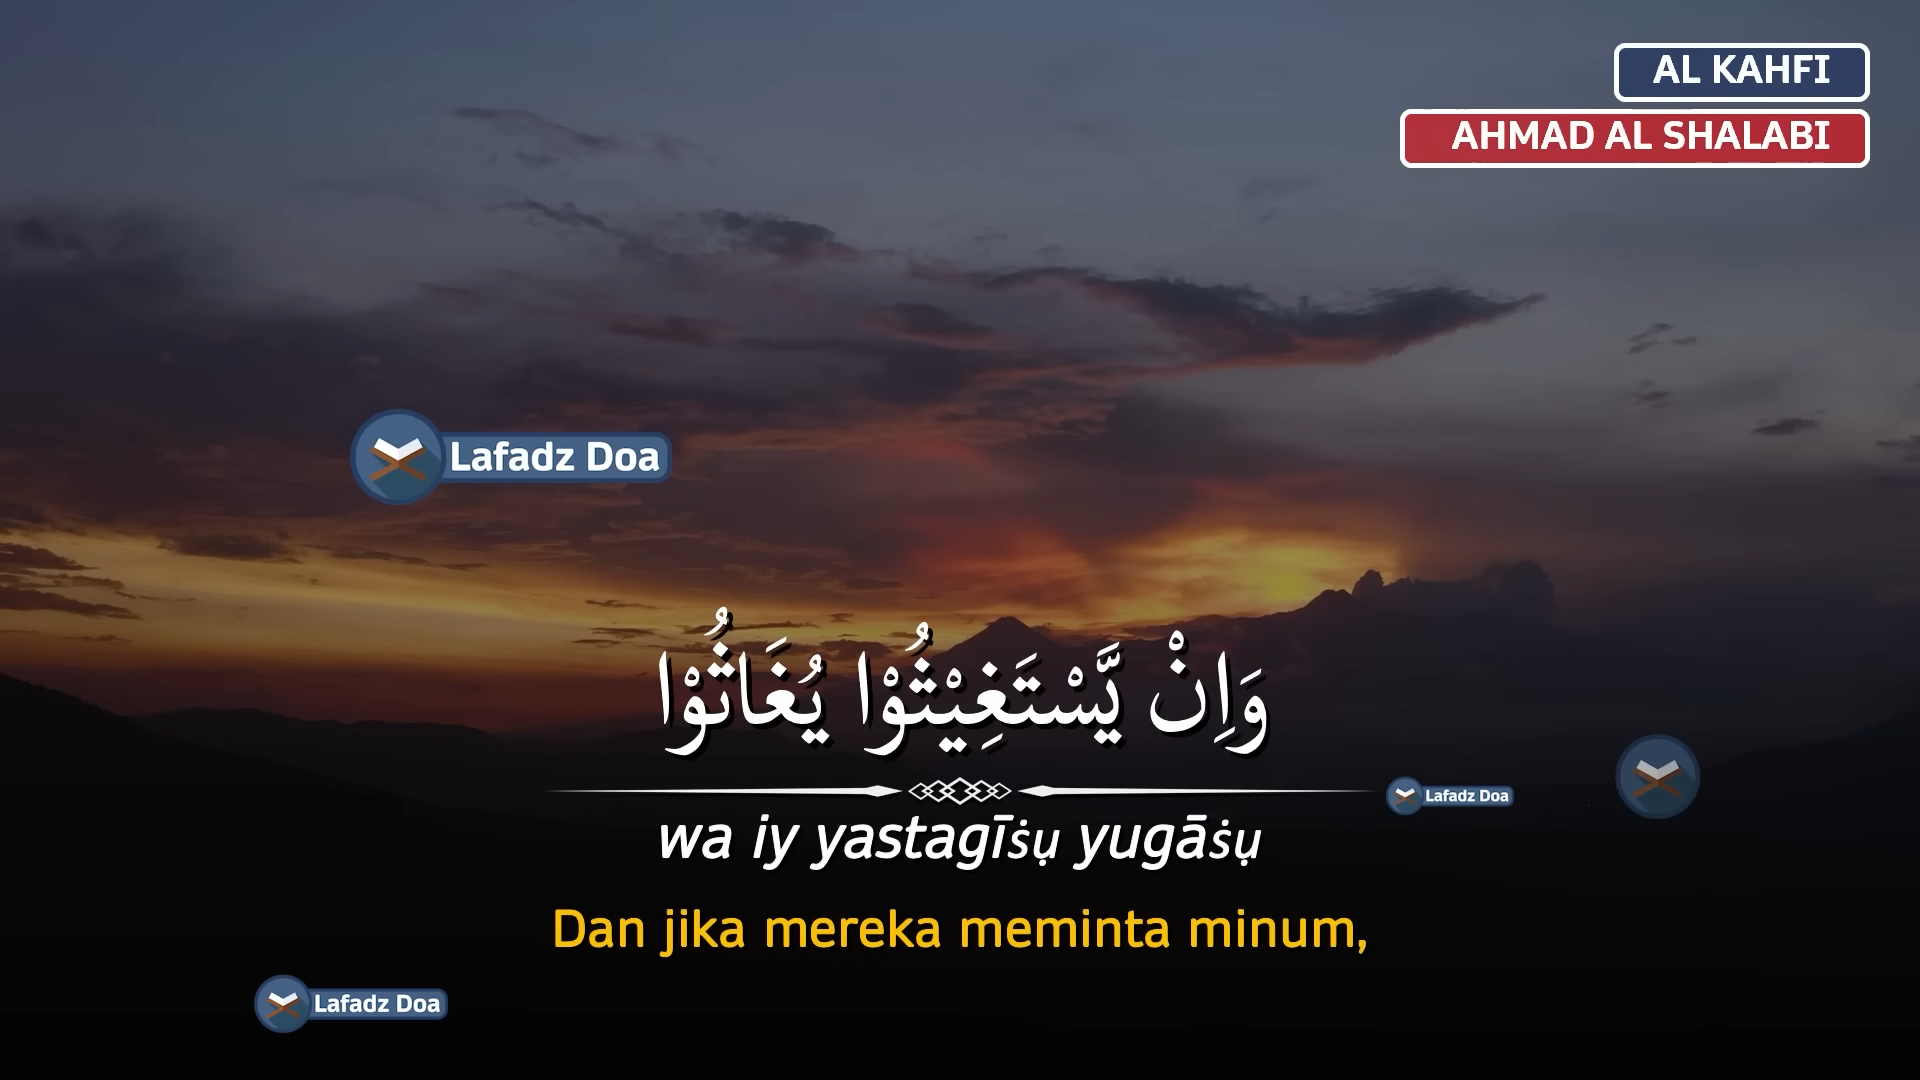 AL KAHFI
AHMAD AL SHALABI
Lafadz Doa
وَاِنْ يَّسْتَغِيْثُوْا يُغَاثُوْا
Lafadz Doa
wa iy yastagīṡụ yugāṡụ
Dan jika mereka meminta minum,
Lafadz Doa